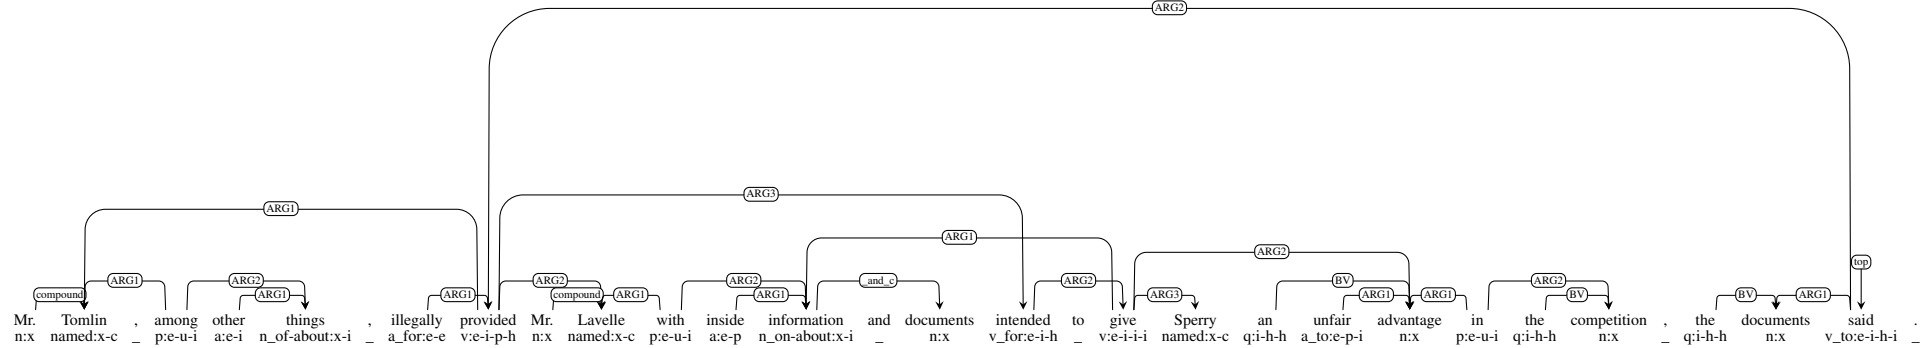 ARG2
ARG3
ARG1
ARG1
ARG2
top
ARG1 ARG2 ARG2 ARG2 _and_c ARG2 BV ARG2
compound ARG1 ARG1 compound ARG1 ARG1 ARG3 ARG1 ARG1 BV BV ARG1
Mr. Tomlin , among other things , illegally provided Mr. Lavelle with inside information and documents intended to give Sperry an unfair advantage in the competition , the documents said .
n:x named:x-c _ p:e-u-i a:e-i n_of-about:x-i _ a_for:e-e v:e-i-p-h n:x named:x-c p:e-u-i a:e-p n_on-about:x-i _ n:x v_for:e-i-h _ v:e-i-i-i named:x-c q:i-h-h a_to:e-p-i n:x p:e-u-i q:i-h-h n:x _ q:i-h-h n:x v_to:e-i-h-i _